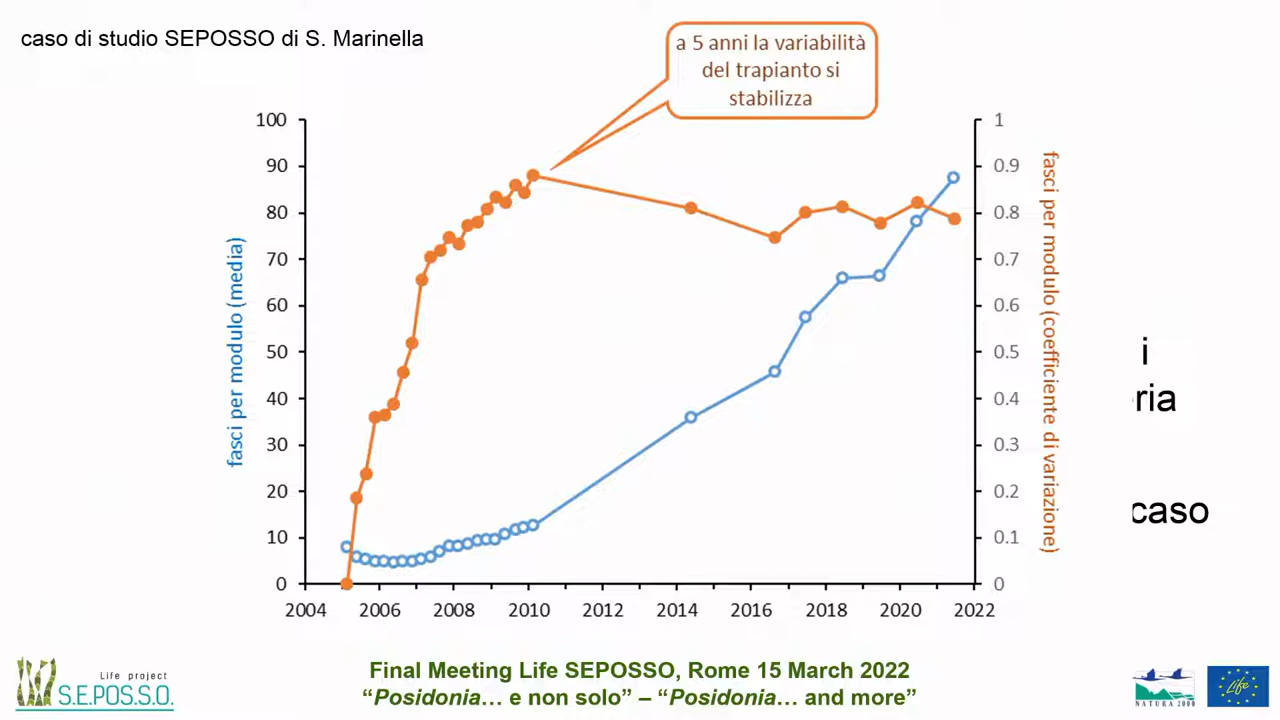 caso di studio SEPOSSO di S. Marinella
a 5 anni la variabilità
del trapianto si
stabilizza
100
90
80
70
60
50
40
30
20
10
0
fasci per modulo (media)
1
0.9
0.8
0.7
0.6
0.5
0.4
0.3
0.2
0.1
0
fasci per modulo (coefficiente di variazione)
2004 2006 2008 2010 2012 2014 2016 2018 2020 2022
i
ria
caso
Final Meeting Life SEPOSSO, Rome 15 March 2022
“Posidonia… e non solo” – “Posidonia… and more”
Life project
S.E.POS.S.O.
NATURA 2000
Life